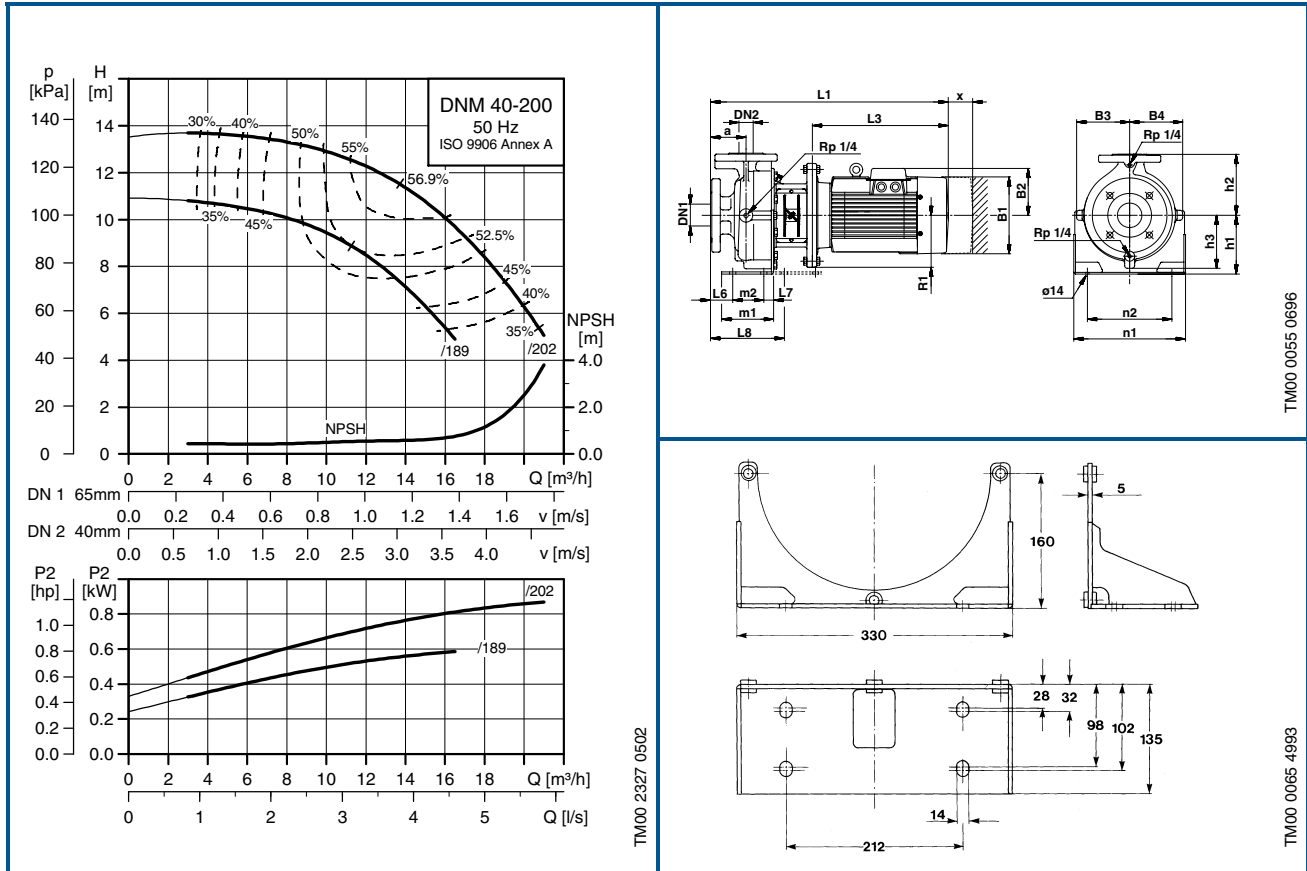 p
[kPa]
H
[m]
DNM 40-200
50 Hz
ISO 9906 Annex A
140
120
100
80
60
40
20
0
14
12
10
8
6
4
2
0
30%
40%
50%
55%
56.9%
35%
45%
52.5%
45%
40%
35%
/189
/202
NPSH
[m]
4.0
2.0
0.0
NPSH
0 2 4 6 8 10 12 14 16 18 Q [m³/h]
DN 1 65mm
0.0 0.2 0.4 0.6 0.8 1.0 1.2 1.4 1.6 v [m/s]
DN 2 40mm
0.0 0.5 1.0 1.5 2.0 2.5 3.0 3.5 4.0 v [m/s]
P2
[hp]
P2
[kW]
1.0
0.8
0.6
0.4
0.2
0.0
0.8
0.6
0.4
0.2
0.0
/202
/189
0 2 4 6 8 10 12 14 16 18 Q [m³/h]
0 1 2 3 4 5 Q [l/s]
TM00 2327 0502
L1
x
DN2
L3
a
Rp 1/4
DN1
B2
B1
R1
L6
m2
L7
m1
L8
B3
B4
Rp 1/4
h2
Rp 1/4
h3
h1
ø14
n2
n1
TM00 0055 0696
5
160
330
28
32
98
102
135
14
212
TM00 0065 4993